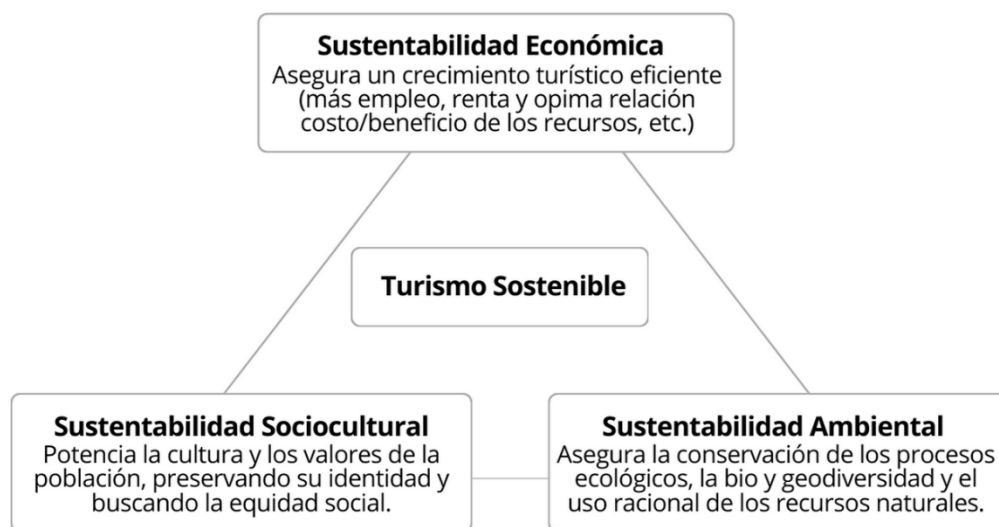 Sustentabilidad Económica
Asegura un crecimiento turístico eficiente
(más empleo, renta y opima relación
costo/beneficio de los recursos, etc.)
Turismo Sostenible
Sustentabilidad Sociocultural
Potencia la cultura y los valores de la
población, preservando su identidad y
buscando la equidad social.
Sustentabilidad Ambiental
Asegura la conservación de los procesos
ecológicos, la bio y geodiversidad y el
uso racional de los recursos naturales.